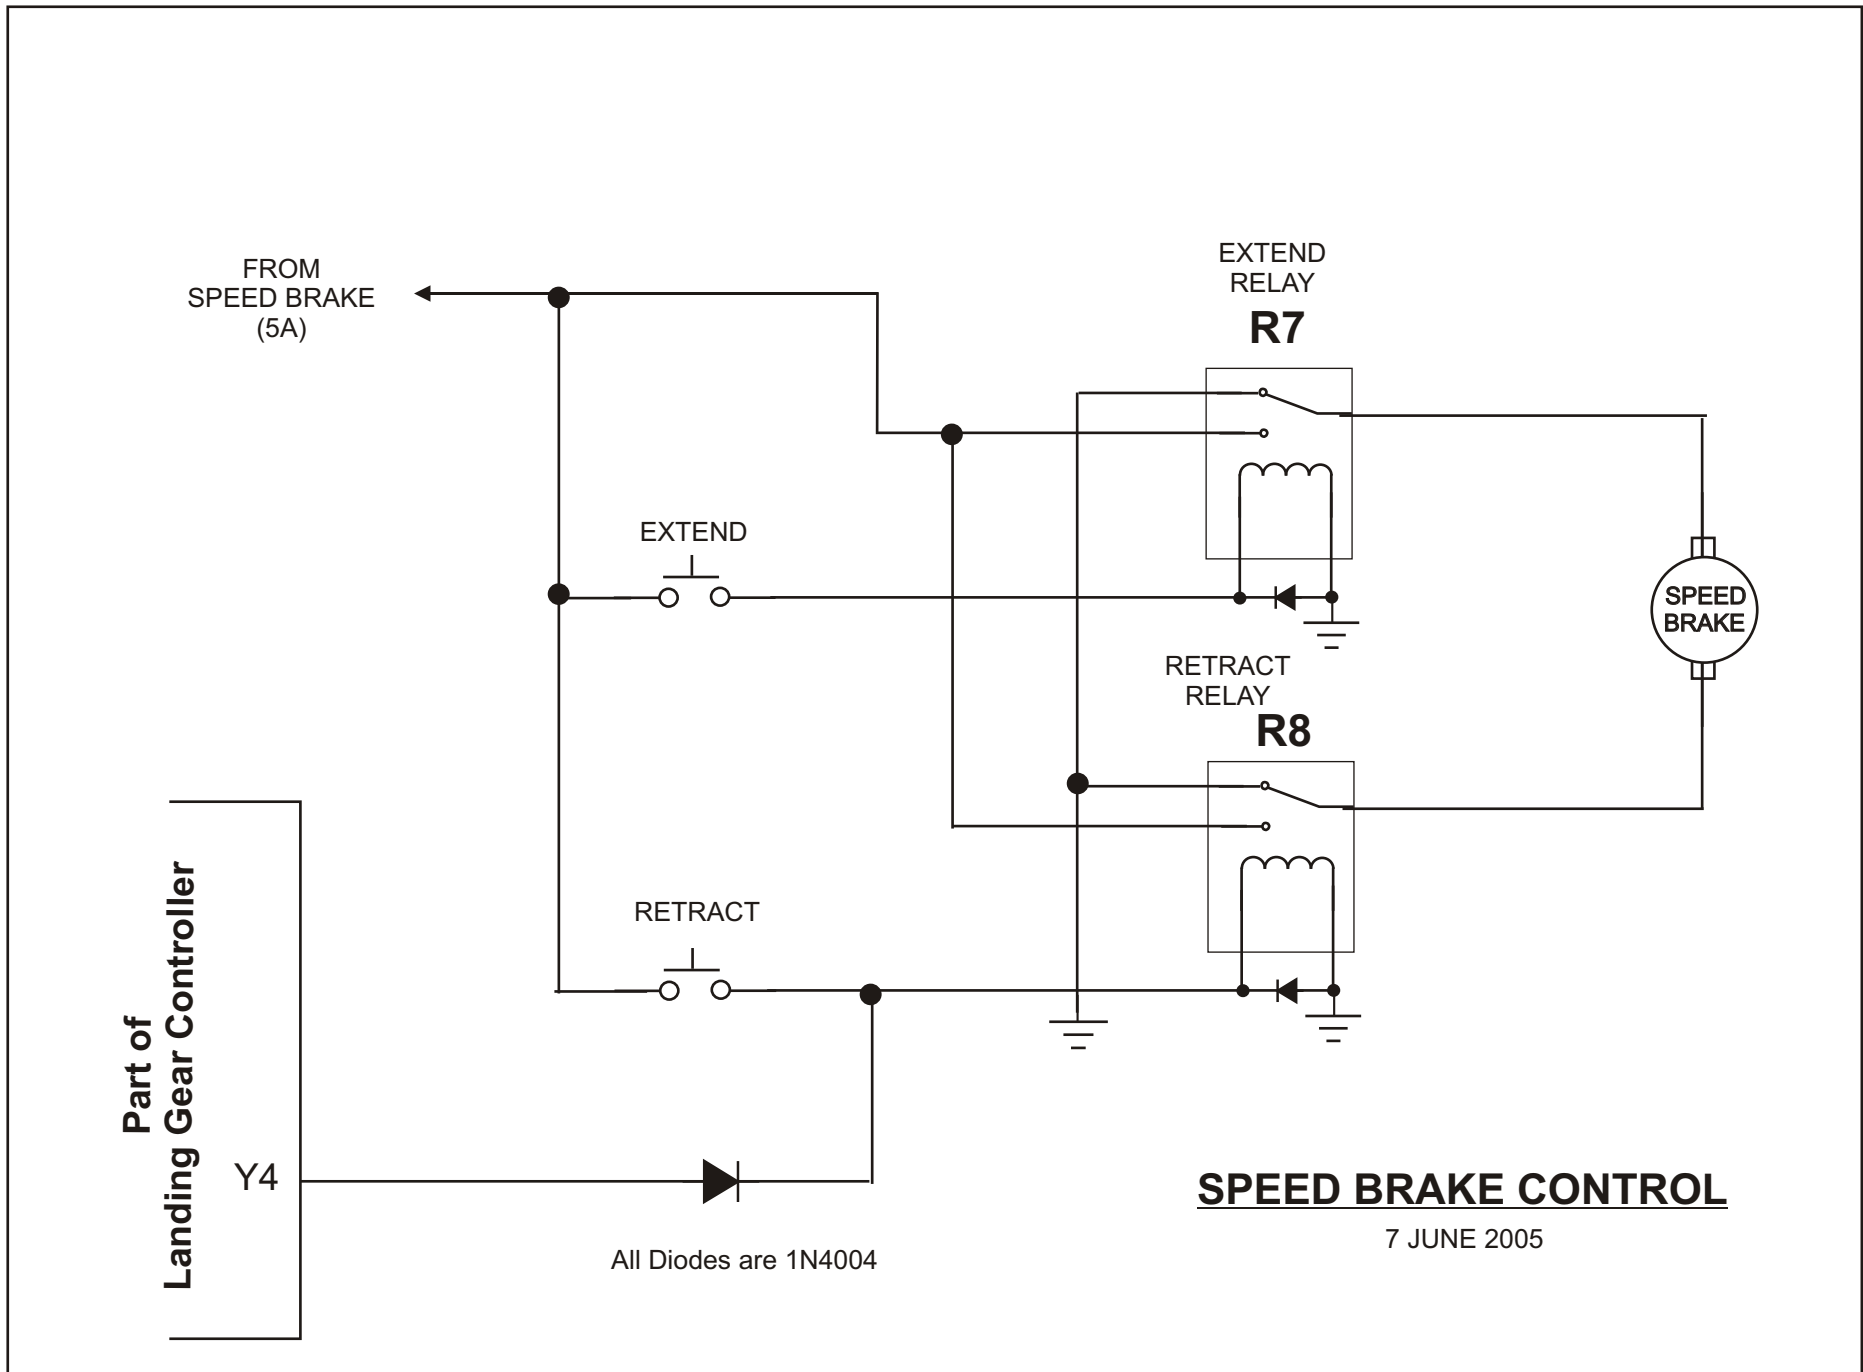 FROM
SPEED BRAKE
(5A)
EXTEND
RELAY
R7
EXTEND
SPEED
BRAKE
RETRACT
RELAY
R8
RETRACT
Part of
Landing Gear Controller
Y4
All Diodes are 1N4004
SPEED BRAKE CONTROL
7 JUNE 2005